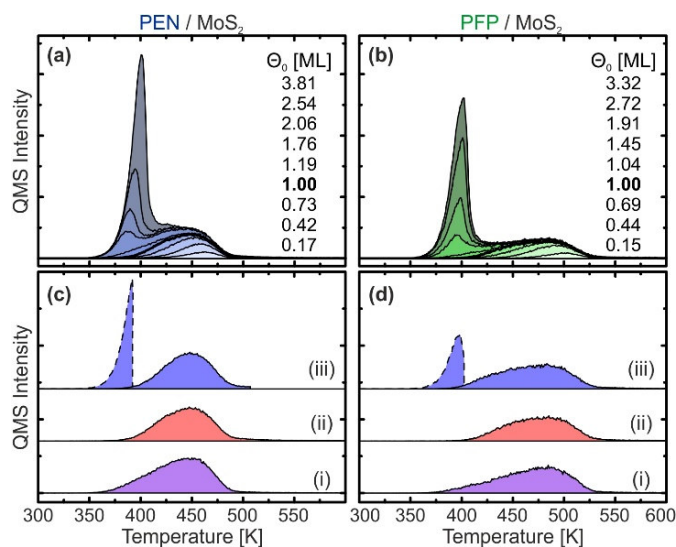 PEN / MoS₂
PFP / MoS₂
(a)
Θ₀ [ML]
3.81
2.54
2.06
1.76
1.19
1.00
0.73
0.42
0.17
(b)
Θ₀ [ML]
3.32
2.72
1.91
1.45
1.04
1.00
0.69
0.44
0.15
QMS Intensity
(c)
(iii)
(ii)
(i)
(d)
(iii)
(ii)
(i)
QMS Intensity
300 350 400 450 500 550
300 350 400 450 500 550 600
Temperature [K]
Temperature [K]